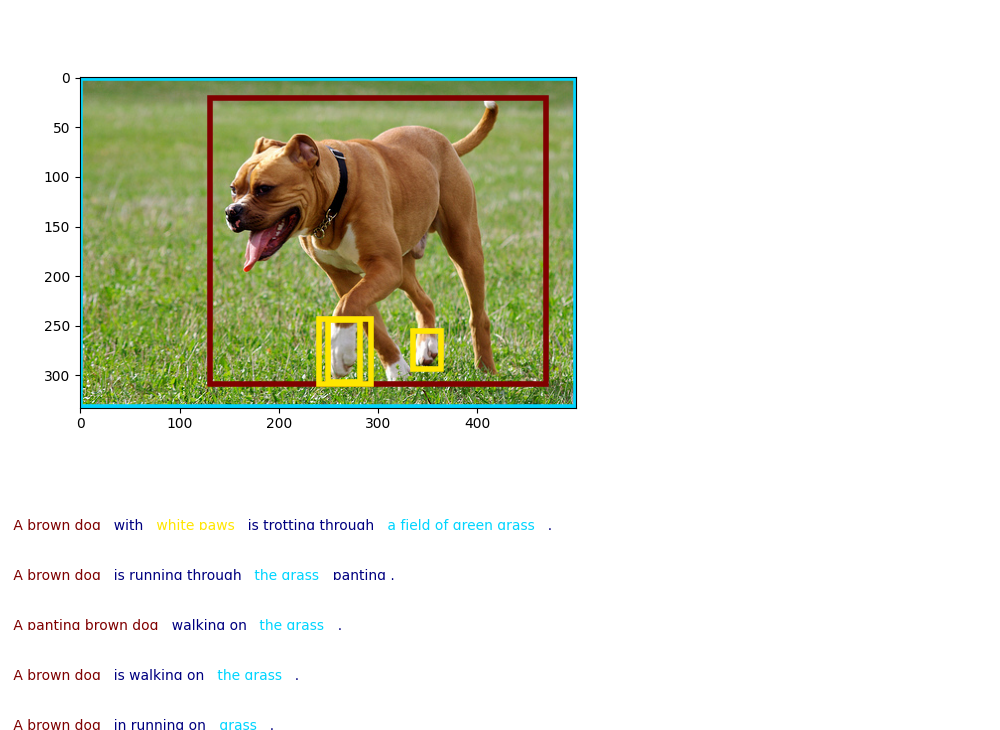 0
50
100
150
200
250
300
0 100 200 300 400
A brown dog with white paws is trotting through a field of green grass .
A brown dog is running through the grass panting .
A panting brown dog walking on the grass .
A brown dog is walking on the grass .
A brown dog in running on grass .